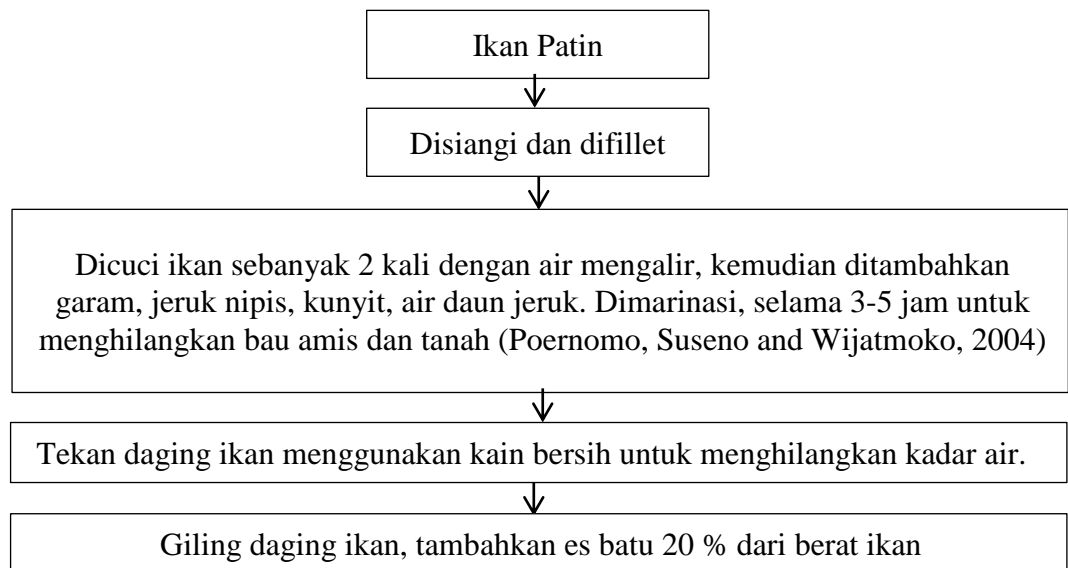 Ikan Patin
Disiangi dan difillet
Dicuci ikan sebanyak 2 kali dengan air mengalir, kemudian ditambahkan
garam, jeruk nipis, kunyit, air daun jeruk. Dimarinasi, selama 3-5 jam untuk
menghilangkan bau amis dan tanah (Poernomo, Suseno and Wijatmoko, 2004)
Tekan daging ikan menggunakan kain bersih untuk menghilangkan kadar air.
Giling daging ikan, tambahkan es batu 20 % dari berat ikan